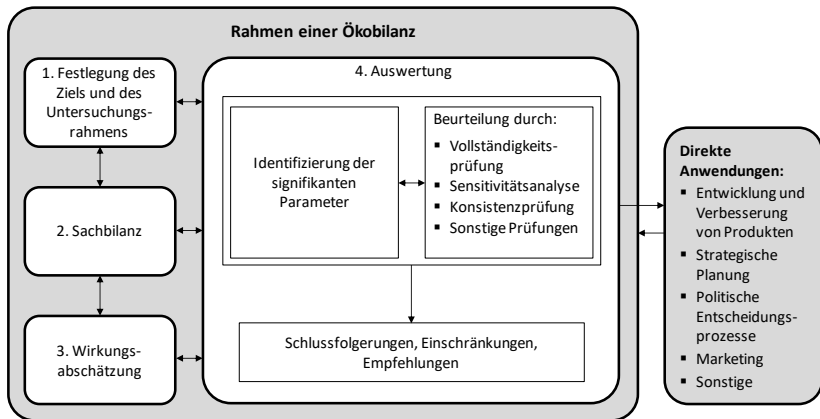 Rahmen einer Ökobilanz
1. Festlegung des
Ziels und des
Untersuchungs-
rahmens
2. Sachbilanz
3. Wirkungs-
abschätzung
4. Auswertung
Identifizierung der
signifikanten
Parameter
Beurteilung durch:
▪ Vollständigkeits-
prüfung
▪ Sensitivitätsanalyse
▪ Konsistenzprüfung
▪ Sonstige Prüfungen
Schlussfolgerungen, Einschränkungen,
Empfehlungen
Direkte
Anwendungen:
▪ Entwicklung und
Verbesserung
von Produkten
▪ Strategische
Planung
▪ Politische
Entscheidungs-
prozesse
▪ Marketing
▪ Sonstige